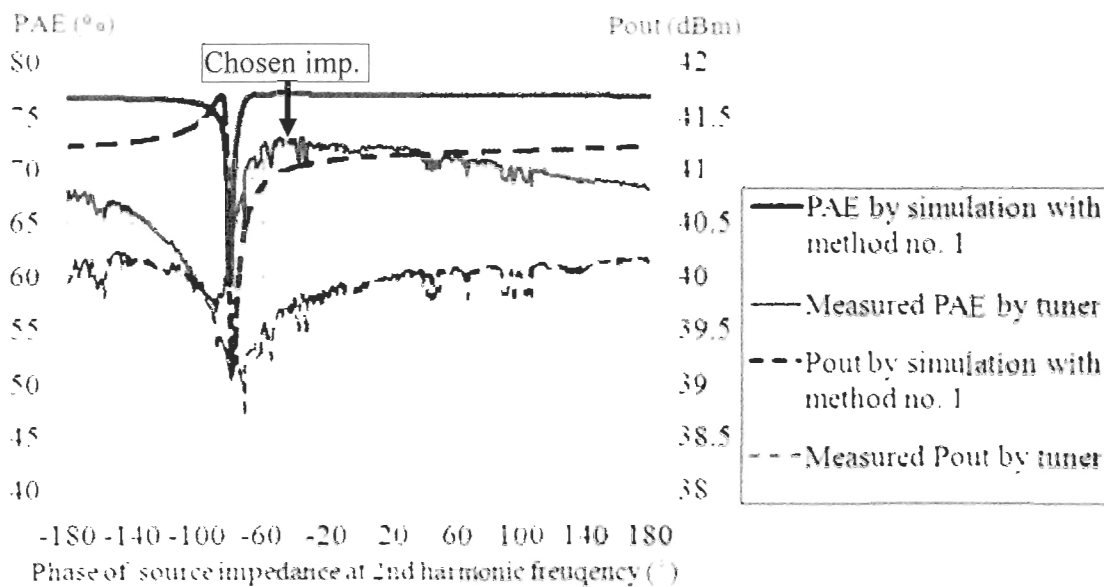 PAE (%)
Pout (dBm)
80
75
70
65
60
55
50
45
40
Chosen imp.
42
41.5
41
40.5
40
39.5
39
38.5
38
PAE by simulation with
method no. 1
Measured PAE by tuner
Pout by simulation with
method no. 1
Measured Pout by tuner
-180 -140 -100 -60 -20 20 60 100 140 180
Phase of source impedance at 2nd harmonic freuqency (°)